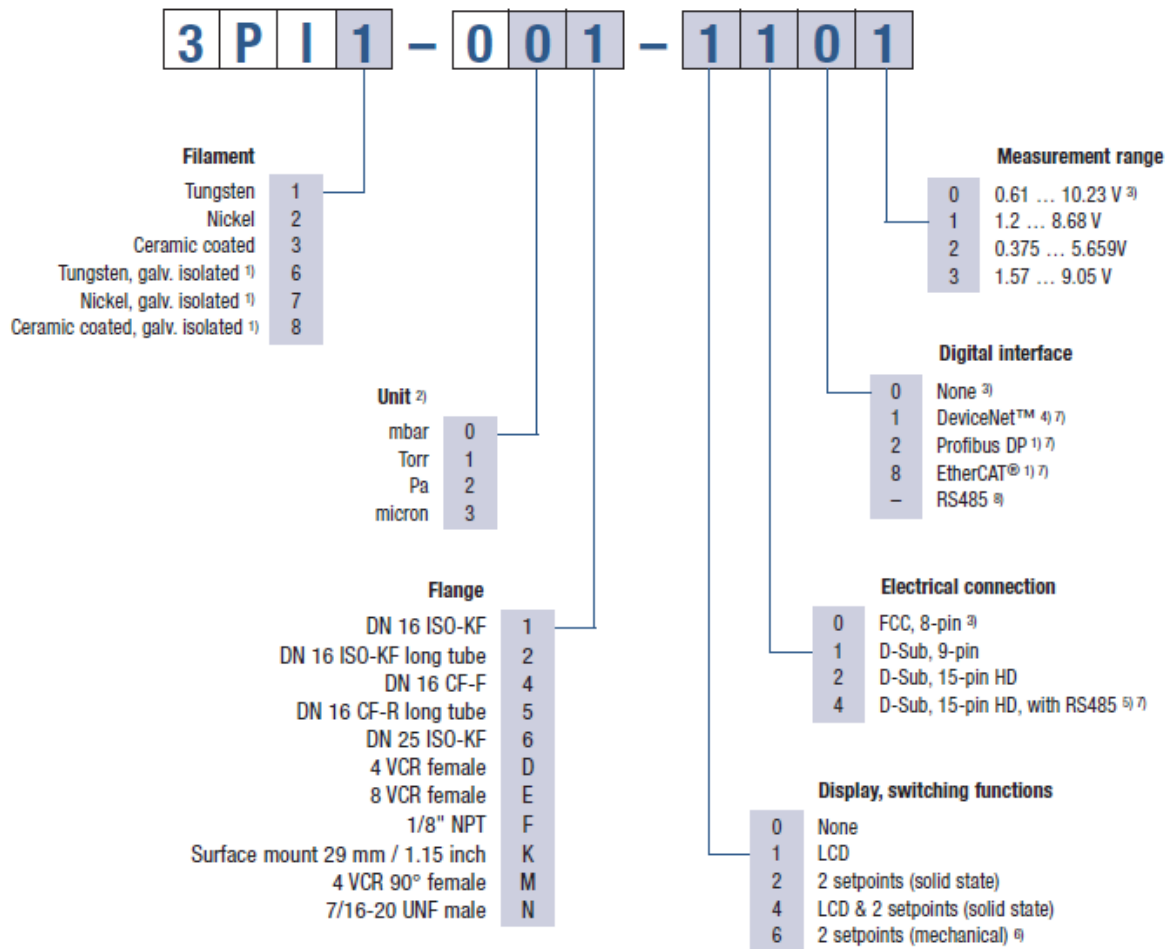 3PI1 – 001 – 1101
Filament
Tungsten 1
Nickel 2
Ceramic coated 3
Tungsten, galv. isolated 1) 6
Nickel, galv. isolated 1) 7
Ceramic coated, galv. isolated 1) 8
Unit 2)
mbar 0
Torr 1
Pa 2
micron 3
Flange
DN 16 ISO-KF 1
DN 16 ISO-KF long tube 2
DN 16 CF-F 4
DN 16 CF-R long tube 5
DN 25 ISO-KF 6
4 VCR female D
8 VCR female E
1/8" NPT F
Surface mount 29 mm / 1.15 inch K
4 VCR 90° female M
7/16-20 UNF male N
Measurement range
0 0.61 … 10.23 V 3)
1 1.2 … 8.68 V
2 0.375 … 5.659V
3 1.57 … 9.05 V
Digital interface
0 None 3)
1 DeviceNet™ 4) 7)
2 Profibus DP 1) 7)
8 EtherCAT® 1) 7)
– RS485 8)
Electrical connection
0 FCC, 8-pin 3)
1 D-Sub, 9-pin
2 D-Sub, 15-pin HD
4 D-Sub, 15-pin HD, with RS485 5) 7)
Display, switching functions
0 None
1 LCD
2 2 setpoints (solid state)
4 LCD & 2 setpoints (solid state)
6 2 setpoints (mechanical) 6)